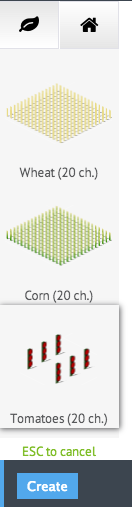 Wheat (20 ch.)
Corn (20 ch.)
Tomatoes (20 ch.)
ESC to cancel
Create